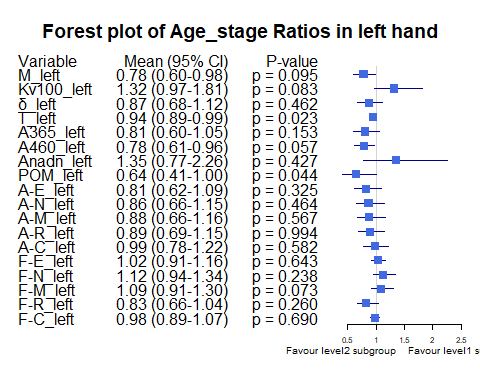 Forest plot of Age_stage Ratios in left hand
Variable Mean (95% CI) P-value
M_left 0.78 (0.60-0.98) p = 0.095
Kv100_left 1.32 (0.97-1.81) p = 0.083
δ_left 0.87 (0.68-1.12) p = 0.462
T_left 0.94 (0.89-0.99) p = 0.023
A365_left 0.81 (0.60-1.05) p = 0.153
A460_left 0.78 (0.61-0.96) p = 0.057
Anadn_left 1.35 (0.77-2.26) p = 0.427
POM_left 0.64 (0.41-1.00) p = 0.044
A-E_left 0.81 (0.62-1.09) p = 0.325
A-N_left 0.86 (0.66-1.15) p = 0.464
A-M_left 0.88 (0.66-1.16) p = 0.567
A-R_left 0.89 (0.69-1.15) p = 0.994
A-C_left 0.99 (0.78-1.22) p = 0.582
F-E_left 1.02 (0.91-1.16) p = 0.643
F-N_left 1.12 (0.94-1.34) p = 0.238
F-M_left 1.09 (0.91-1.30) p = 0.073
F-R_left 0.83 (0.66-1.04) p = 0.260
F-C_left 0.98 (0.89-1.07) p = 0.690
0.5 1 1.5 2 2.5
Favour level2 subgroup Favour level1 s